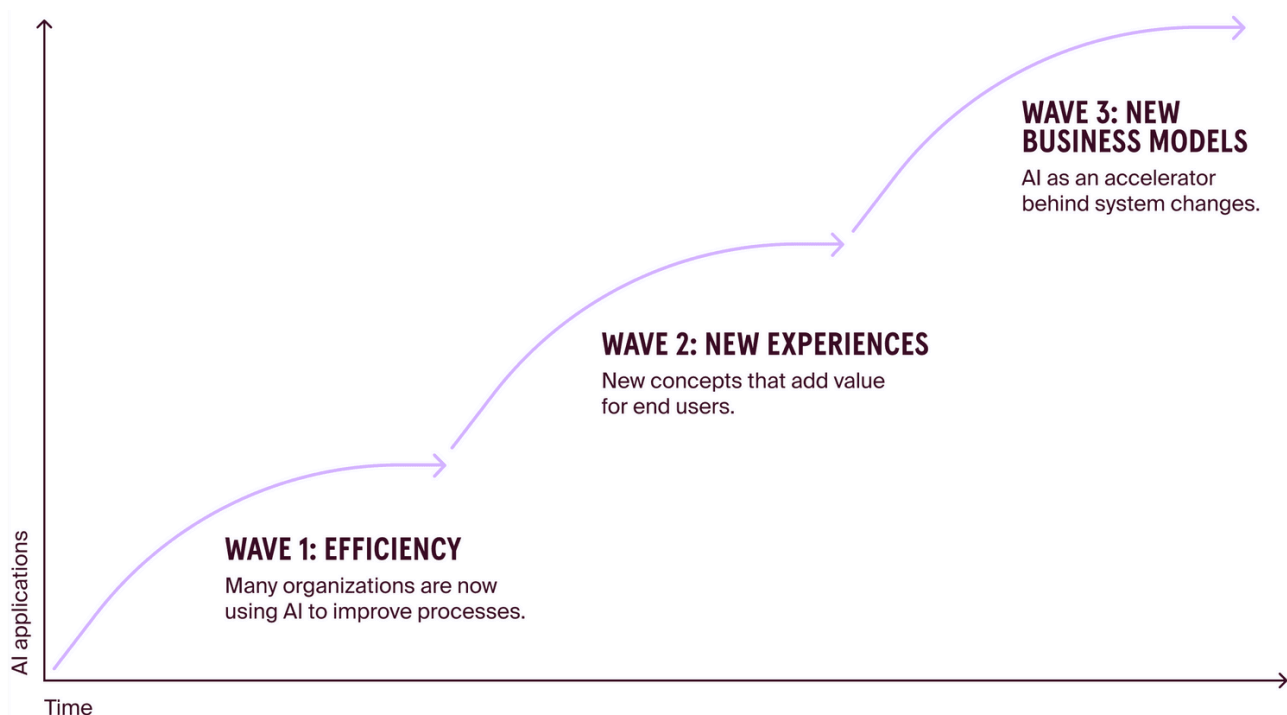 WAVE 3: NEW
BUSINESS MODELS
AI as an accelerator
behind system changes.
WAVE 2: NEW EXPERIENCES
New concepts that add value
for end users.
WAVE 1: EFFICIENCY
Many organizations are now
using AI to improve processes.
AI applications
Time